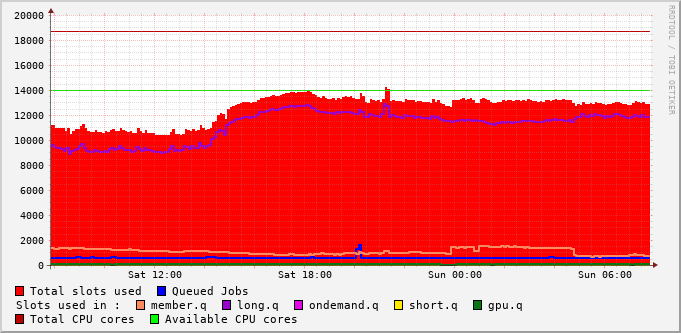 20000
18000
16000
14000
12000
10000
8000
6000
4000
2000
0
Sat 12:00 Sat 18:00 Sun 00:00 Sun 06:00
RRDTOOL / TOBI OETIKER
Total slots used Queued Jobs
Slots used in : member.q long.q ondemand.q short.q gpu.q
Total CPU cores Available CPU cores